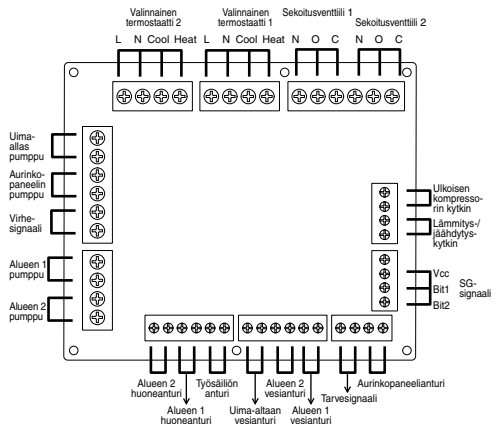 Valinnainen
termostaatti 2
Valinnainen
termostaatti 1
Sekoitusventtiili 1
Sekoitusventtiili 2
L N Cool Heat
L N Cool Heat
N O C
N O C
Uima-
allas
pumppu
Aurinko-
paneelin
pumppu
Virhe-
signaali
Alueen 1
pumppu
Alueen 2
pumppu
Ulkoisen
kompresso-
rin kytkin
Lämmitys-/
jäähdytys-
kytkin
Vcc
Bit1
Bit2
SG-
signaali
Alueen 2
huoneanturi
Alueen 1
huoneanturi
Työsäiliön
anturi
Uima-altaan
vesianturi
Alueen 2
vesianturi
Alueen 1
vesianturi
Tarvesignaali
Aurinkopaneelianturi